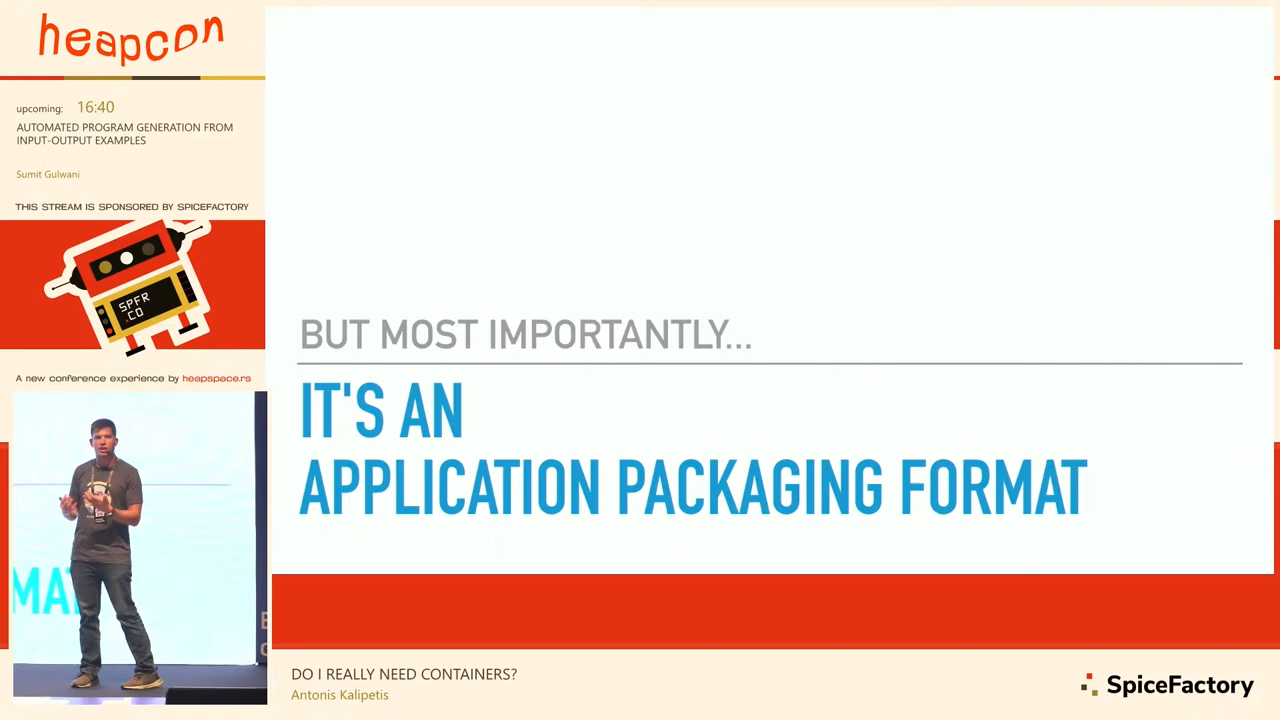 heapcon
upcoming: 16:40
AUTOMATED PROGRAM GENERATION FROM
INPUT-OUTPUT EXAMPLES
Sumit Gulwani
THIS STREAM IS SPONSORED BY SPICEFACTORY
SPFR
.CO
A new conference experience by heapspace.rs
BUT MOST IMPORTANTLY...
IT'S AN
APPLICATION PACKAGING FORMAT
MAT
DO I REALLY NEED CONTAINERS?
Antonis Kalipetis
SpiceFactory